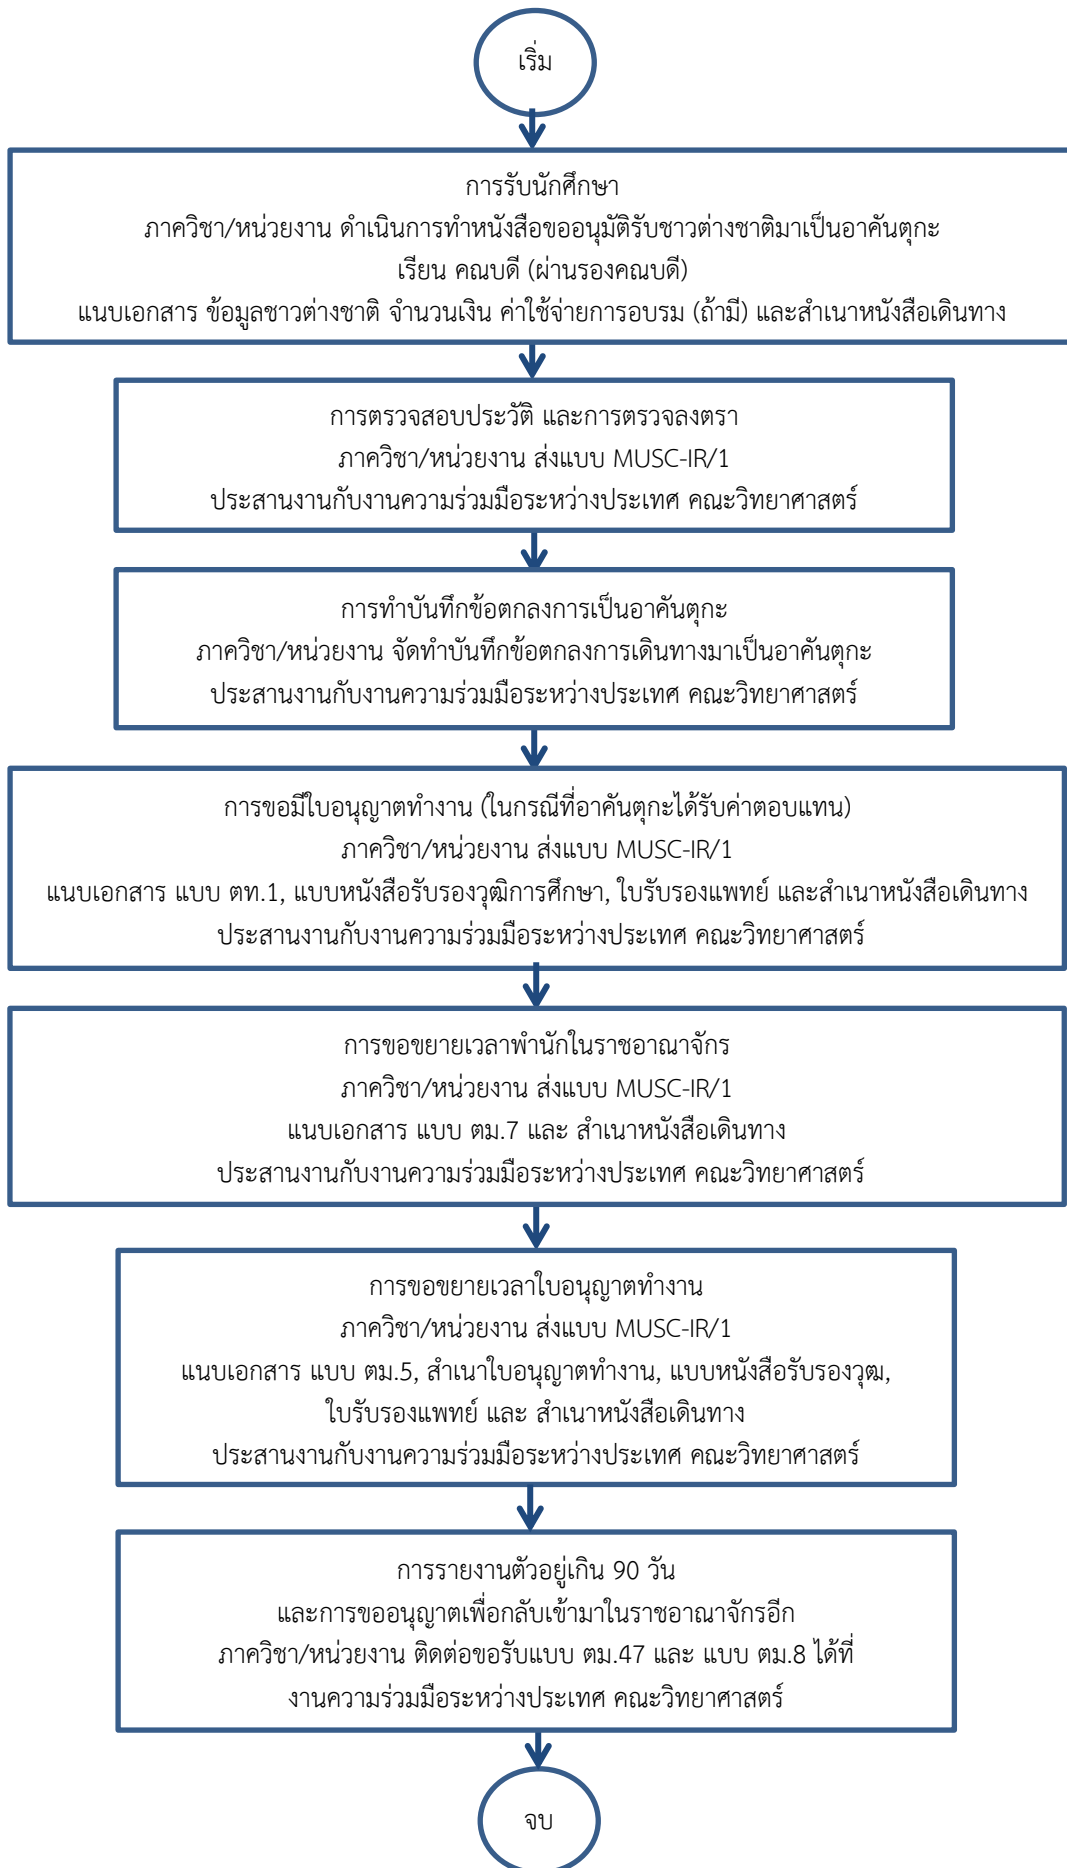 เริ่ม
การรับนักศึกษา
ภาควิชา/หน่วยงาน ดำเนินการทำหนังสือขออนุมัติรับชาวต่างชาติมาเป็นอาคันตุกะ
เรียน คณบดี (ผ่านรองคณบดี)
แนบเอกสาร ข้อมูลชาวต่างชาติ จำนวนเงิน ค่าใช้จ่ายการอบรม (ถ้ามี) และสำเนาหนังสือเดินทาง
การตรวจสอบประวัติ และการตรวจลงตรา
ภาควิชา/หน่วยงาน ส่งแบบ MUSC-IR/1
ประสานงานกับงานความร่วมมือระหว่างประเทศ คณะวิทยาศาสตร์
การทำบันทึกข้อตกลงการเป็นอาคันตุกะ
ภาควิชา/หน่วยงาน จัดทำบันทึกข้อตกลงการเดินทางมาเป็นอาคันตุกะ
ประสานงานกับงานความร่วมมือระหว่างประเทศ คณะวิทยาศาสตร์
การขอมีใบอนุญาตทำงาน (ในกรณีที่อาคันตุกะได้รับค่าตอบแทน)
ภาควิชา/หน่วยงาน ส่งแบบ MUSC-IR/1
แนบเอกสาร แบบ ตท.1, แบบหนังสือรับรองวุฒิการศึกษา, ใบรับรองแพทย์ และสำเนาหนังสือเดินทาง
ประสานงานกับงานความร่วมมือระหว่างประเทศ คณะวิทยาศาสตร์
การขอขยายเวลาพำนักในราชอาณาจักร
ภาควิชา/หน่วยงาน ส่งแบบ MUSC-IR/1
แนบเอกสาร แบบ ตม.7 และ สำเนาหนังสือเดินทาง
ประสานงานกับงานความร่วมมือระหว่างประเทศ คณะวิทยาศาสตร์
การขอขยายเวลาใบอนุญาตทำงาน
ภาควิชา/หน่วยงาน ส่งแบบ MUSC-IR/1
แนบเอกสาร แบบ ตม.5, สำเนาใบอนุญาตทำงาน, แบบหนังสือรับรองวุฒ,
ใบรับรองแพทย์ และ สำเนาหนังสือเดินทาง
ประสานงานกับงานความร่วมมือระหว่างประเทศ คณะวิทยาศาสตร์
การรายงานตัวอยู่เกิน 90 วัน
และการขออนุญาตเพื่อกลับเข้ามาในราชอาณาจักรอีก
ภาควิชา/หน่วยงาน ติดต่อขอรับแบบ ตม.47 และ แบบ ตม.8 ได้ที่
งานความร่วมมือระหว่างประเทศ คณะวิทยาศาสตร์
จบ